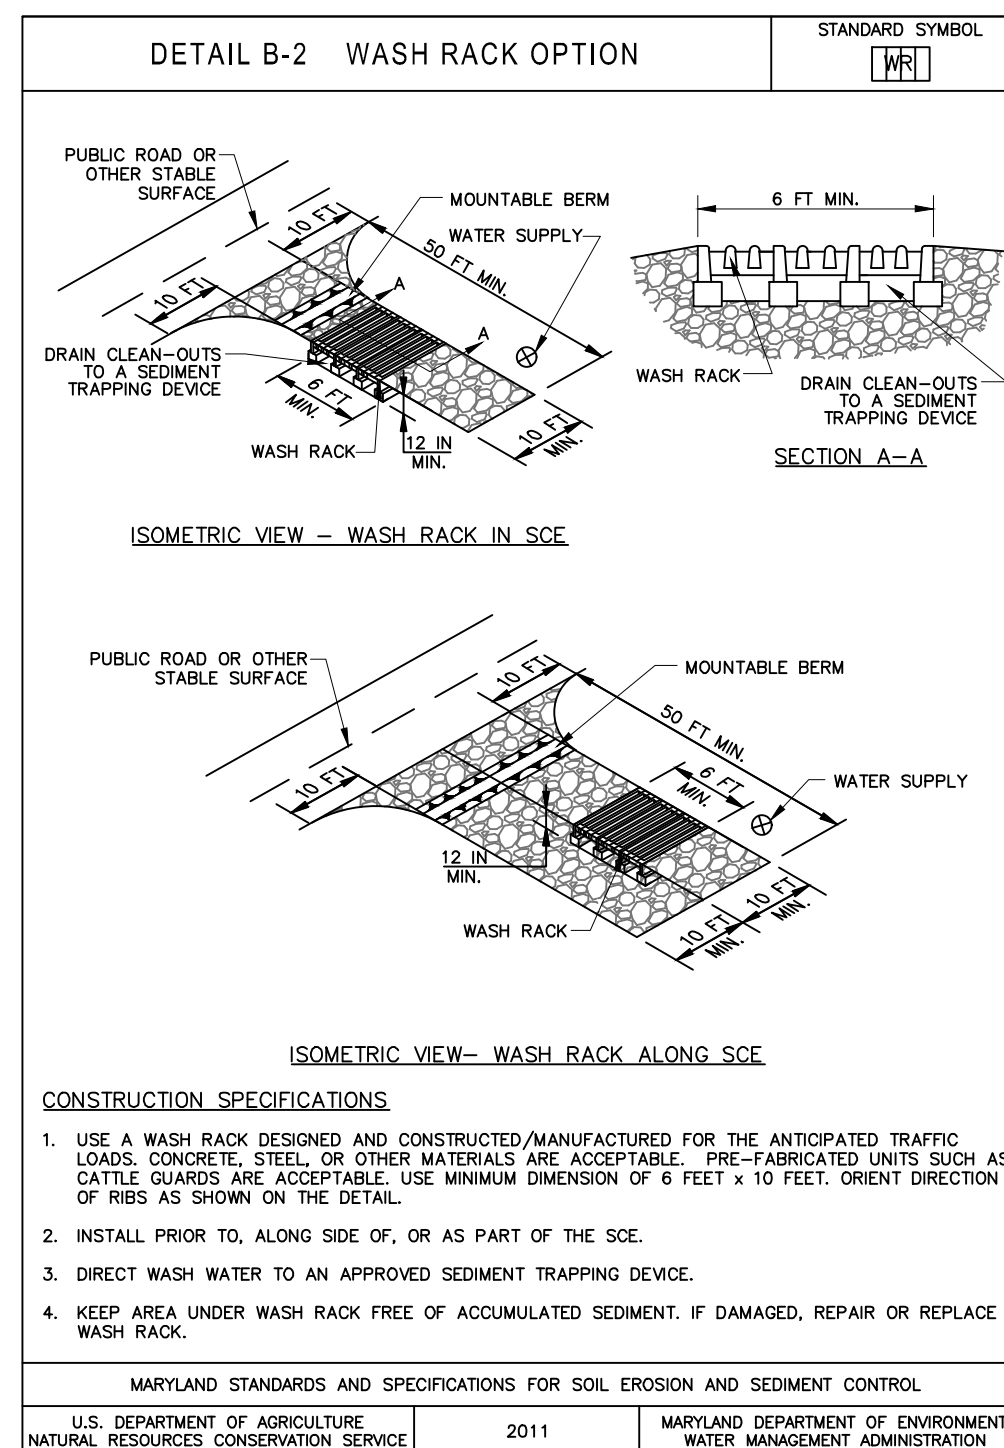 DETAIL B-2 WASH RACK OPTION
STANDARD SYMBOL
WR
PUBLIC ROAD OR
OTHER STABLE
SURFACE
10 FT
MOUNTABLE BERM
6 FT MIN.
WATER SUPPLY
50 FT MIN.
A
10 FT
A
DRAIN CLEAN-OUTS
TO A SEDIMENT
TRAPPING DEVICE
6 FT
MIN.
WASH RACK
12 IN
MIN.
10 FT
MIN.
WASH RACK
DRAIN CLEAN-OUTS
TO A SEDIMENT
TRAPPING DEVICE
SECTION A-A
ISOMETRIC VIEW - WASH RACK IN SCE
PUBLIC ROAD OR OTHER
STABLE SURFACE
10 FT
MOUNTABLE BERM
50 FT MIN.
10 FT
6 FT
MIN.
WATER SUPPLY
12 IN
MIN.
WASH RACK
10 FT
MIN.
10 FT
MIN.
ISOMETRIC VIEW- WASH RACK ALONG SCE
CONSTRUCTION SPECIFICATIONS
1. USE A WASH RACK DESIGNED AND CONSTRUCTED/MANUFACTURED FOR THE ANTICIPATED TRAFFIC
LOADS. CONCRETE, STEEL, OR OTHER MATERIALS ARE ACCEPTABLE. PRE-FABRICATED UNITS SUCH AS
CATTLE GUARDS ARE ACCEPTABLE. USE MINIMUM DIMENSION OF 6 FEET x 10 FEET. ORIENT DIRECTION
OF RIBS AS SHOWN ON THE DETAIL.
2. INSTALL PRIOR TO, ALONG SIDE OF, OR AS PART OF THE SCE.
3. DIRECT WASH WATER TO AN APPROVED SEDIMENT TRAPPING DEVICE.
4. KEEP AREA UNDER WASH RACK FREE OF ACCUMULATED SEDIMENT. IF DAMAGED, REPAIR OR REPLACE
WASH RACK.
MARYLAND STANDARDS AND SPECIFICATIONS FOR SOIL EROSION AND SEDIMENT CONTROL
U.S. DEPARTMENT OF AGRICULTURE
NATURAL RESOURCES CONSERVATION SERVICE
2011
MARYLAND DEPARTMENT OF ENVIRONMENT
WATER MANAGEMENT ADMINISTRATION